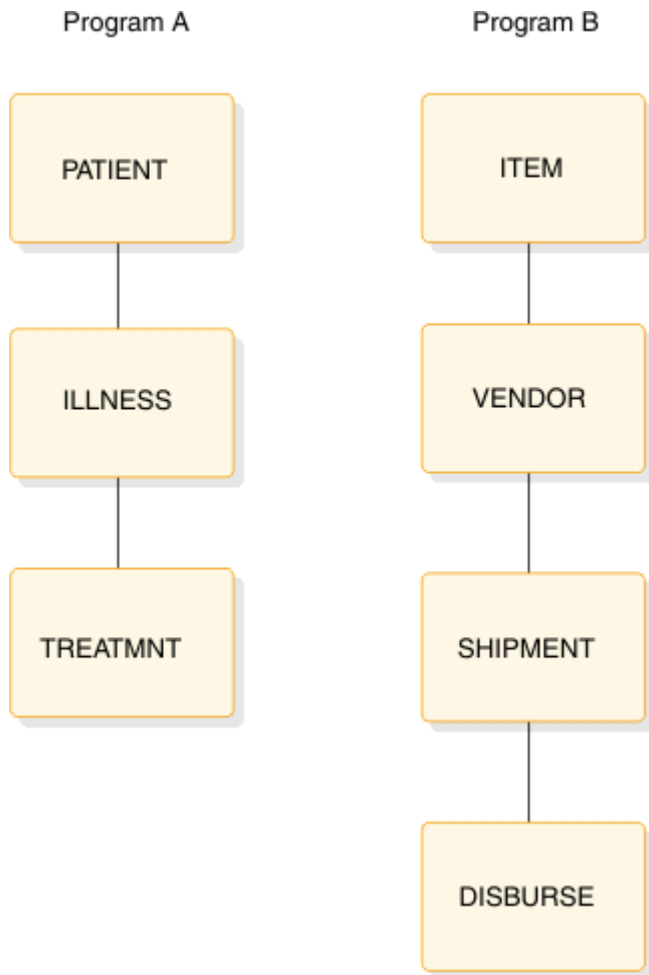 Program A
PATIENT
ILLNESS
TREATMNT
Program B
ITEM
VENDOR
SHIPMENT
DISBURSE